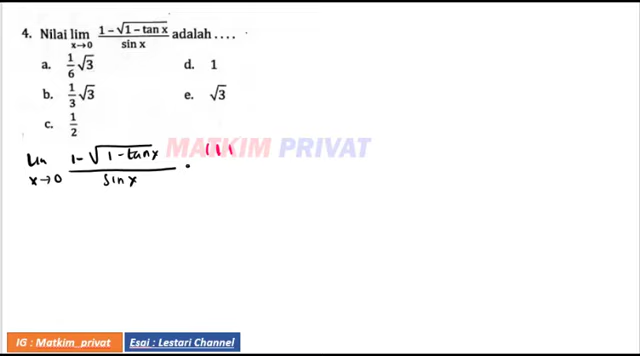 4. Nilai lim x→0 (1 − √(1 − tan x)) / sin x adalah . . . .
a. 1/6 √3
d. 1
b. 1/3 √3
e. √3
c. 1/2
MATKIM PRIVAT
lim x→0 (1 − √(1 − tan x)) / sin x .
IG : Matkim_privat
Esai : Lestari Channel